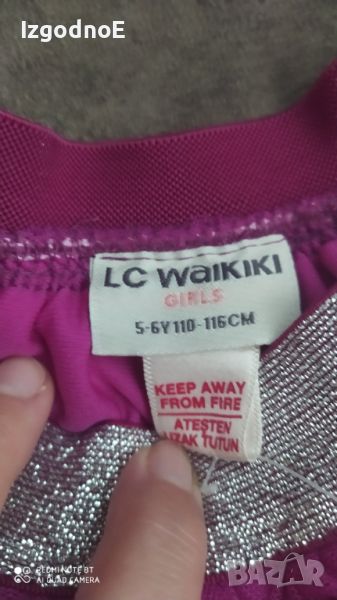 IzgodnoE
LC WAIKIKI
GIRLS
5-6Y 110-116CM
KEEP AWAY
FROM FIRE
ATEŞTEN
UZAK TUTUN
REDMI NOTE 8T
AI QUAD CAMERA
BAZAR